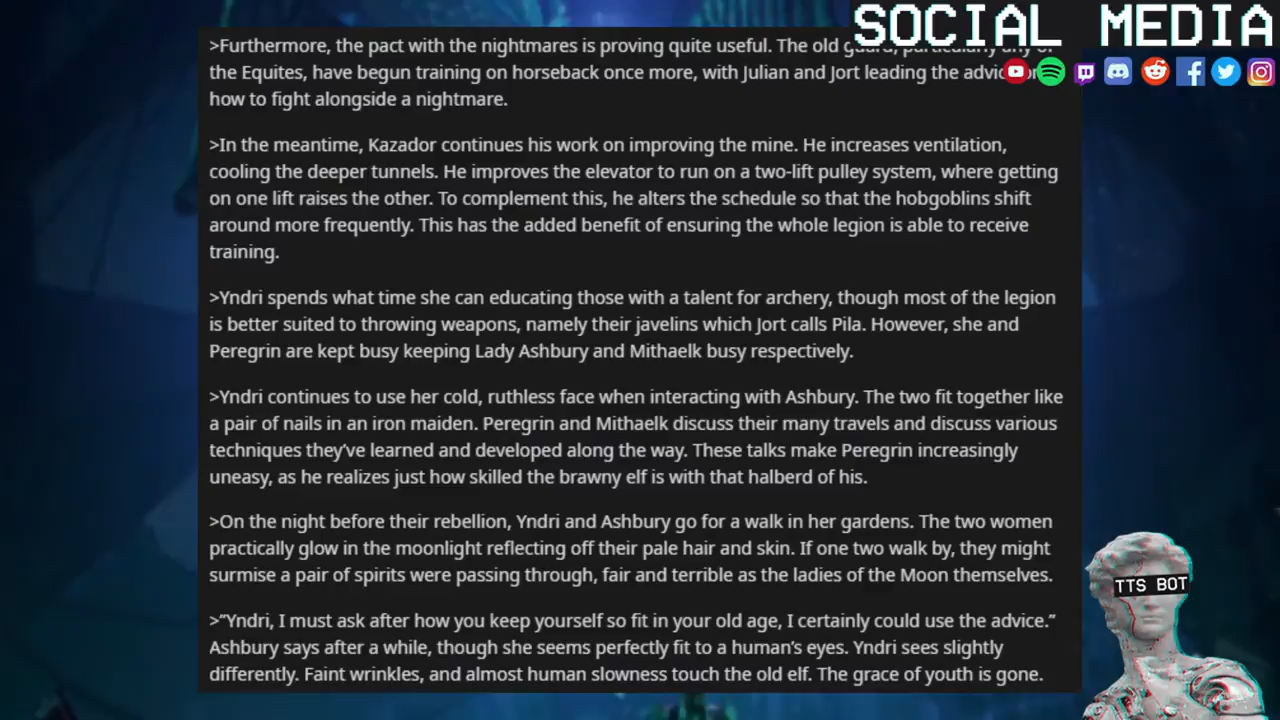 SOCIAL MEDIA
>Furthermore, the pact with the nightmares is proving quite useful. The old guard, particularly any of
the Equites, have begun training on horseback once more, with Julian and Jort leading the advice on
how to fight alongside a nightmare.
>In the meantime, Kazador continues his work on improving the mine. He increases ventilation,
cooling the deeper tunnels. He improves the elevator to run on a two-lift pulley system, where getting
on one lift raises the other. To complement this, he alters the schedule so that the hobgoblins shift
around more frequently. This has the added benefit of ensuring the whole legion is able to receive
training.
>Yndri spends what time she can educating those with a talent for archery, though most of the legion
is better suited to throwing weapons, namely their javelins which Jort calls Pila. However, she and
Peregrin are kept busy keeping Lady Ashbury and Mithaelk busy respectively.
>Yndri continues to use her cold, ruthless face when interacting with Ashbury. The two fit together like
a pair of nails in an iron maiden. Peregrin and Mithaelk discuss their many travels and discuss various
techniques they’ve learned and developed along the way. These talks make Peregrin increasingly
uneasy, as he realizes just how skilled the brawny elf is with that halberd of his.
>On the night before their rebellion, Yndri and Ashbury go for a walk in her gardens. The two women
practically glow in the moonlight reflecting off their pale hair and skin. If one two walk by, they might
surmise a pair of spirits were passing through, fair and terrible as the ladies of the Moon themselves.
>”Yndri, I must ask after how you keep yourself so fit in your old age, I certainly could use the advice.”
Ashbury says after a while, though she seems perfectly fit to a human’s eyes. Yndri sees slightly
differently. Faint wrinkles, and almost human slowness touch the old elf. The grace of youth is gone.
TTS BOT